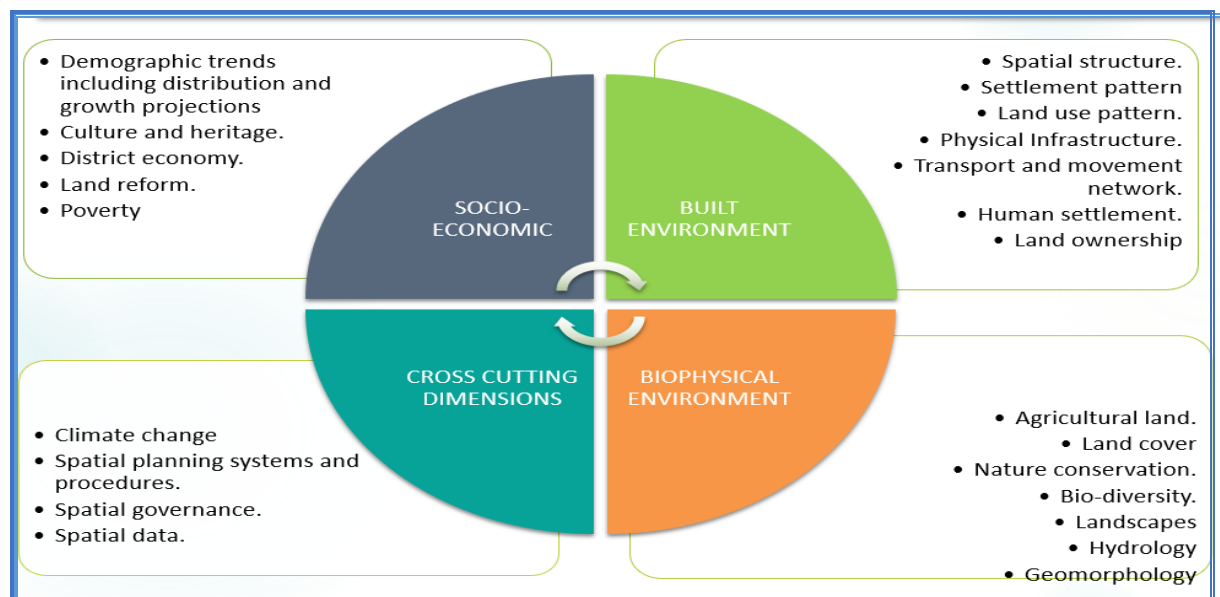 • Demographic trends
including distribution and
growth projections
• Culture and heritage.
• District economy.
• Land reform.
• Poverty
SOCIO-
ECONOMIC
BUILT
ENVIRONMENT
• Spatial structure.
• Settlement pattern
• Land use pattern.
• Physical Infrastructure.
• Transport and movement
network.
• Human settlement.
• Land ownership
CROSS CUTTING
DIMENSIONS
BIOPHYSICAL
ENVIRONMENT
• Climate change
• Spatial planning systems and
procedures.
• Spatial governance.
• Spatial data.
• Agricultural land.
• Land cover
• Nature conservation.
• Bio-diversity.
• Landscapes
• Hydrology
• Geomorphology